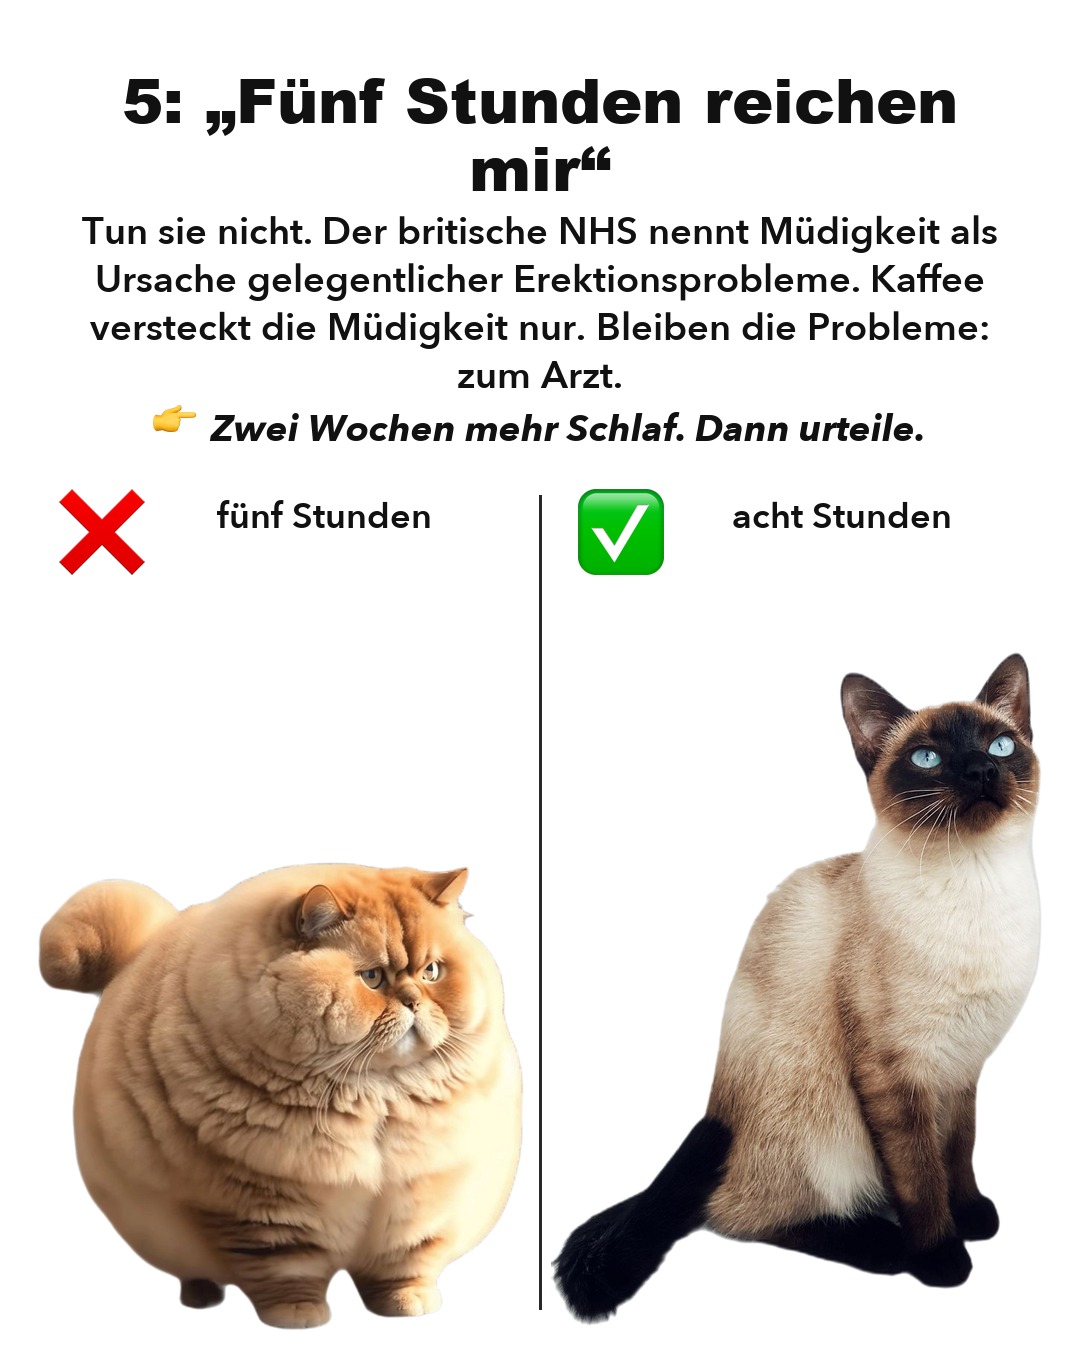 5: „Fünf Stunden reichen
mir“
Tun sie nicht. Der britische NHS nennt Müdigkeit als
Ursache gelegentlicher Erektionsprobleme. Kaffee
versteckt die Müdigkeit nur. Bleiben die Probleme:
zum Arzt.
👉 Zwei Wochen mehr Schlaf. Dann urteile.
❌ fünf Stunden
✅ acht Stunden